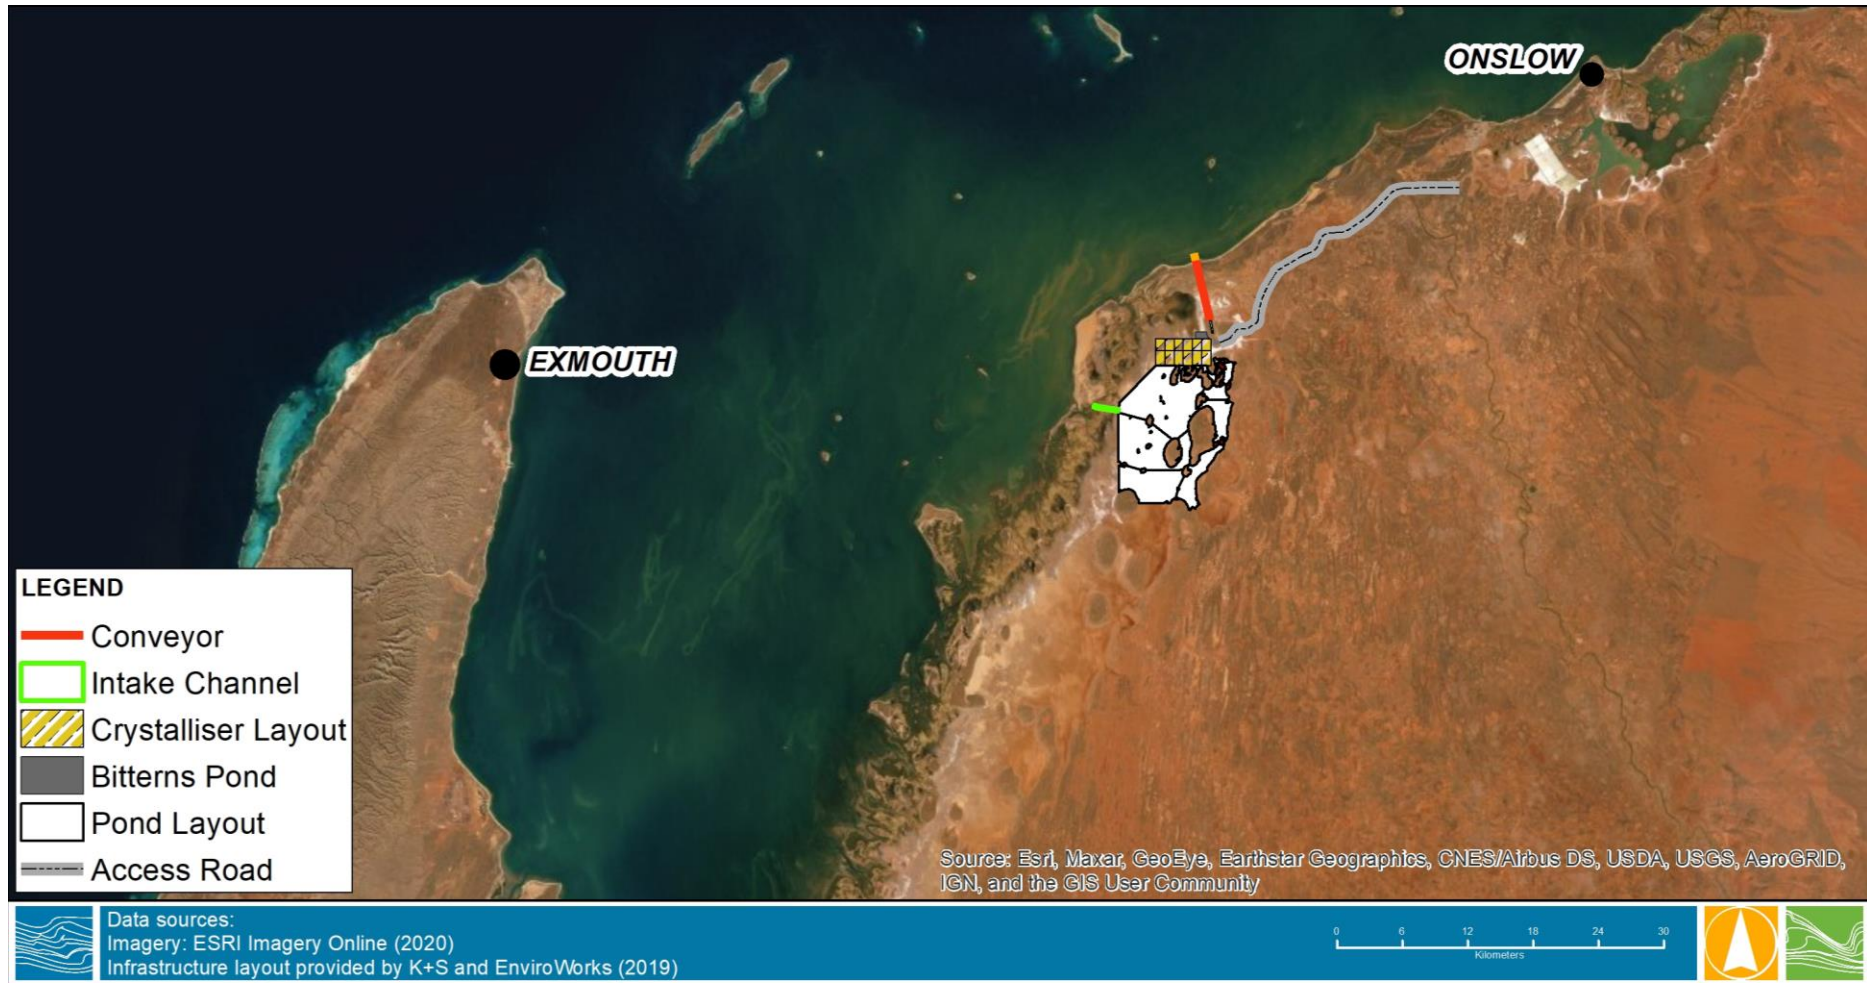 ONSLOW
EXMOUTH
LEGEND
Conveyor
Intake Channel
Crystalliser Layout
Bitterns Pond
Pond Layout
Access Road
Source: Esri, Maxar, GeoEye, Earthstar Geographics, CNES/Airbus DS, USDA, USGS, AeroGRID,
IGN, and the GIS User Community
Data sources:
Imagery: ESRI Imagery Online (2020)
Infrastructure layout provided by K+S and EnviroWorks (2019)
0 6 12 18 24 30
Kilometers